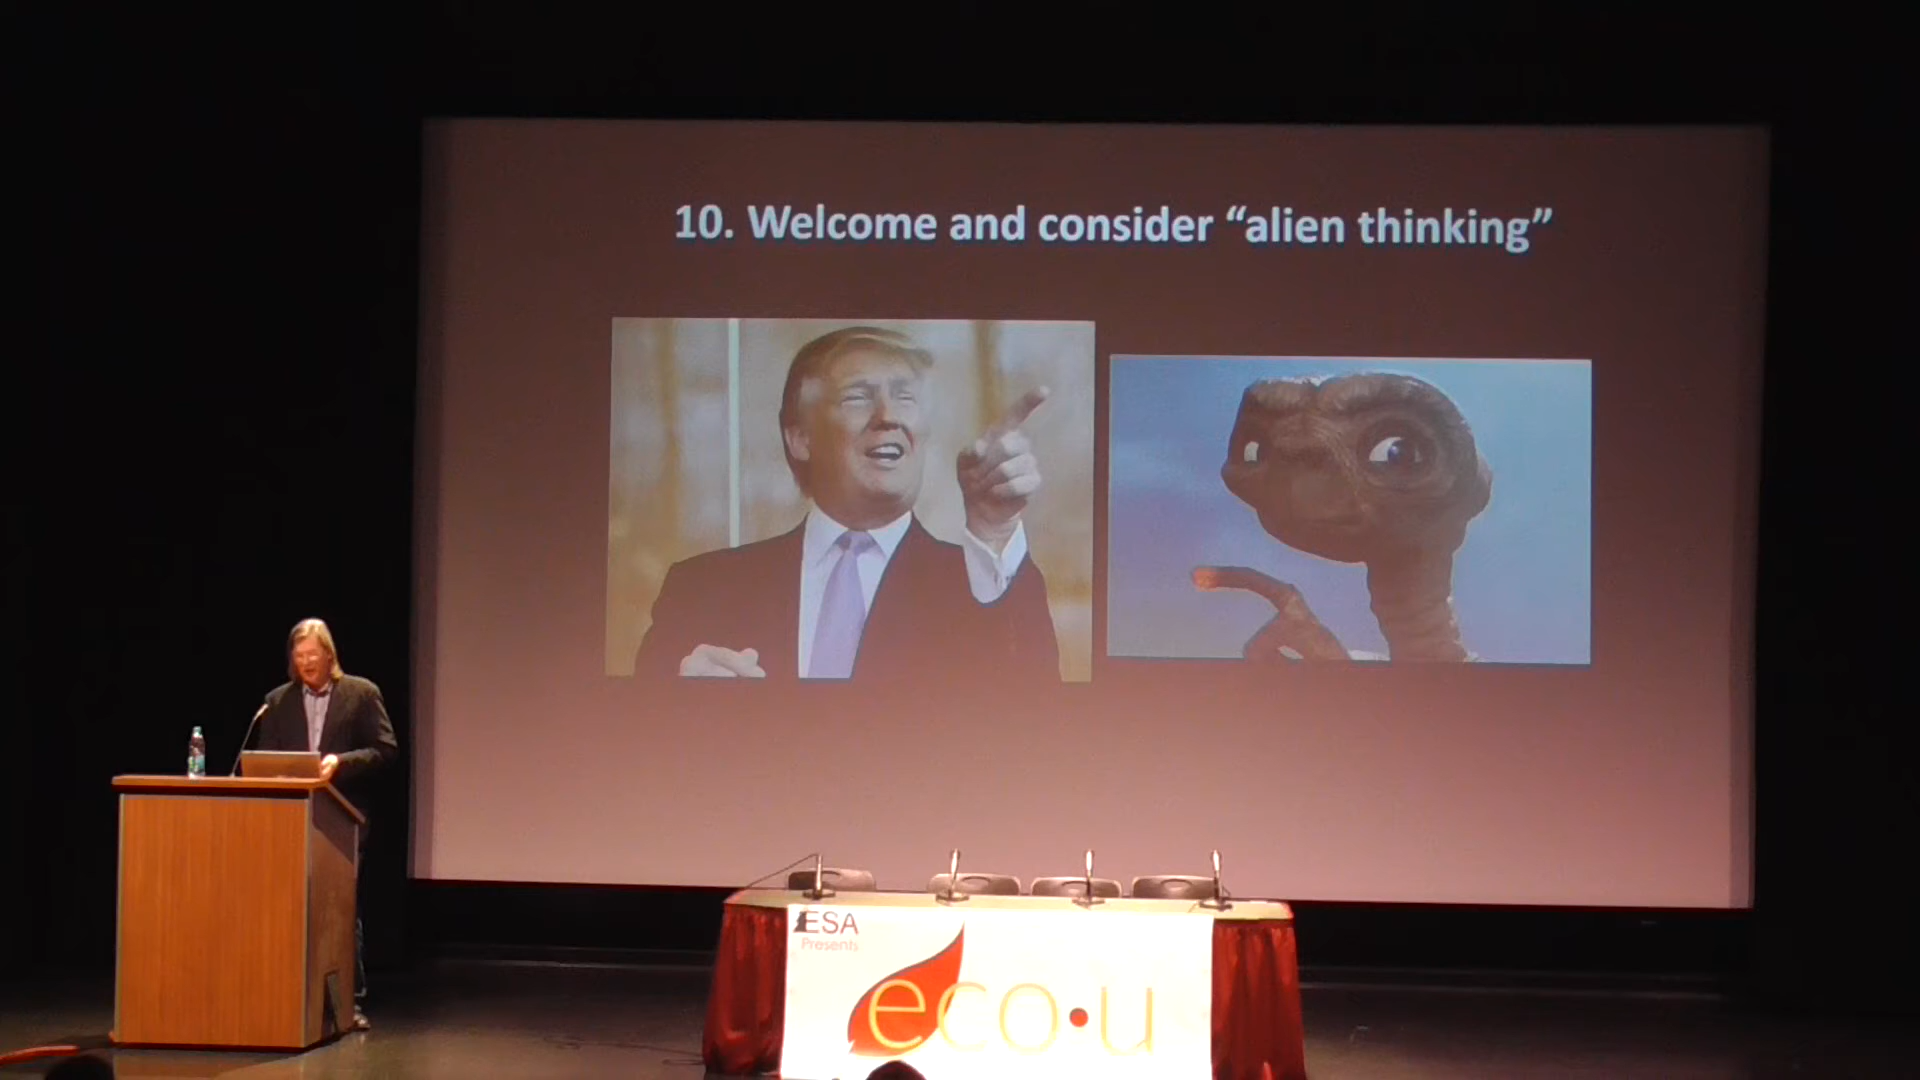 10. Welcome and consider “alien thinking”
ESA
Presents
eco•u